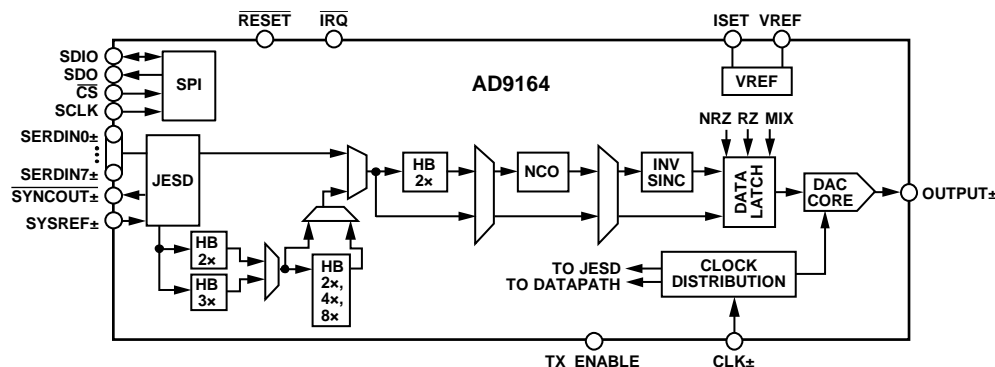 RESET IRQ ISET VREF
SDIO
SDO
CS
SCLK
SPI
VREF
AD9164
SERDIN0±
SERDIN7±
SYNCOUT±
SYSREF±
JESD
NRZ RZ MIX
HB
2×
NCO
INV
SINC
DATA
LATCH
DAC
CORE
OUTPUT±
HB
2×
HB
3×
HB
2×,
4×,
8×
TO JESD
TO DATAPATH
CLOCK
DISTRIBUTION
TX ENABLE
CLK±